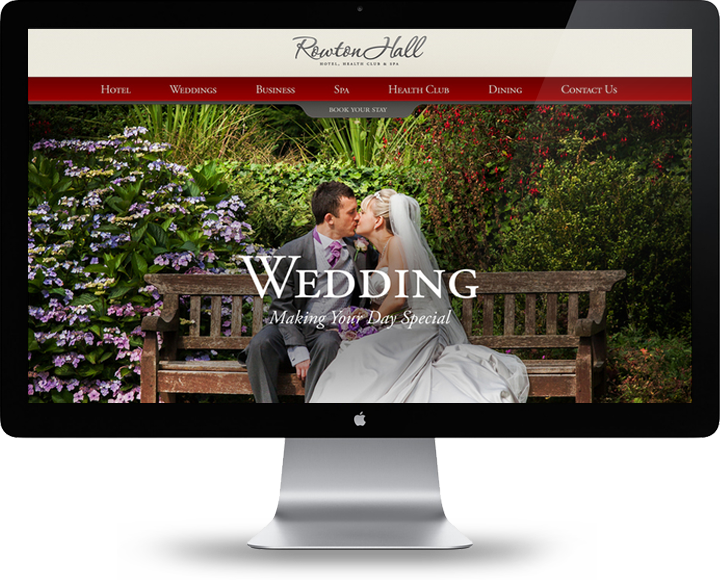 Rowton Hall
HOTEL, HEALTH CLUB & SPA
Hotel Weddings Business Spa Health Club Dining Contact Us
BOOK YOUR STAY
WEDDING
Making Your Day Special